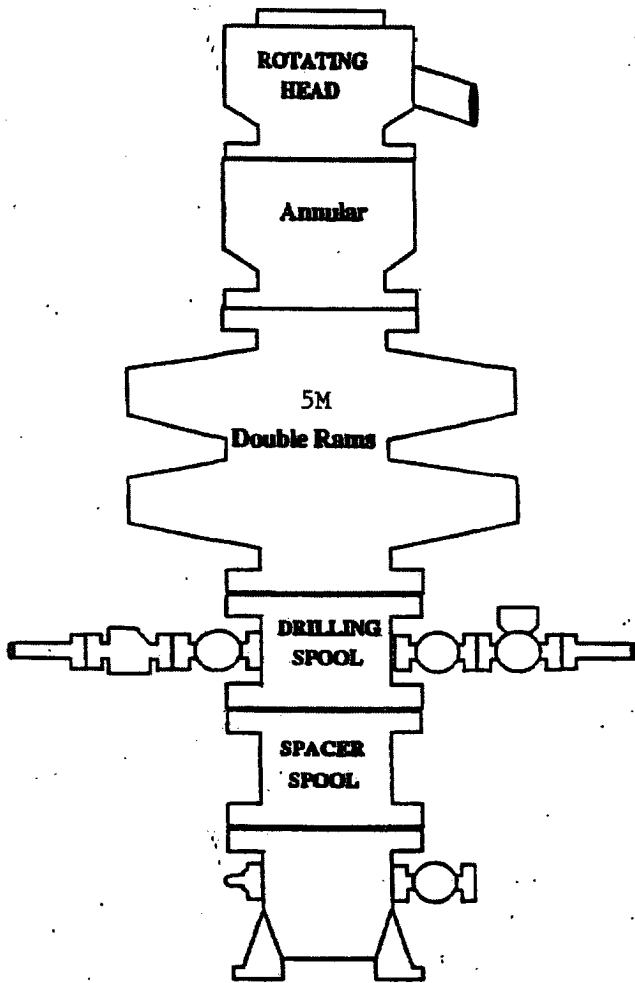 ROTATING
HEAD
Annular
5M
Double Rams
DRILLING
SPOOL
SPACER
SPOOL